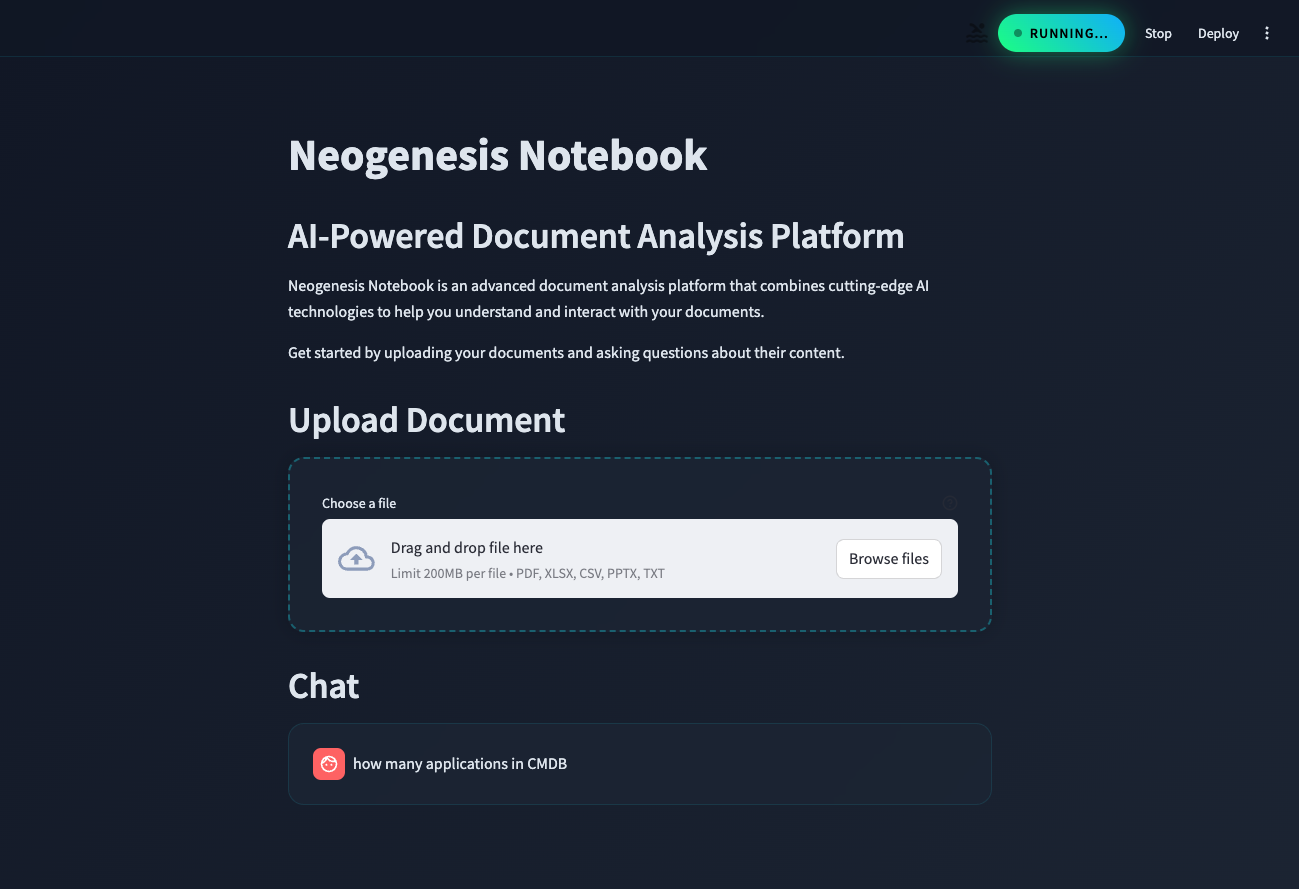 RUNNING...
Stop
Deploy
Neogenesis Notebook
AI-Powered Document Analysis Platform
Neogenesis Notebook is an advanced document analysis platform that combines cutting-edge AI
technologies to help you understand and interact with your documents.
Get started by uploading your documents and asking questions about their content.
Upload Document
Choose a file
Drag and drop file here
Limit 200MB per file • PDF, XLSX, CSV, PPTX, TXT
Browse files
Chat
how many applications in CMDB